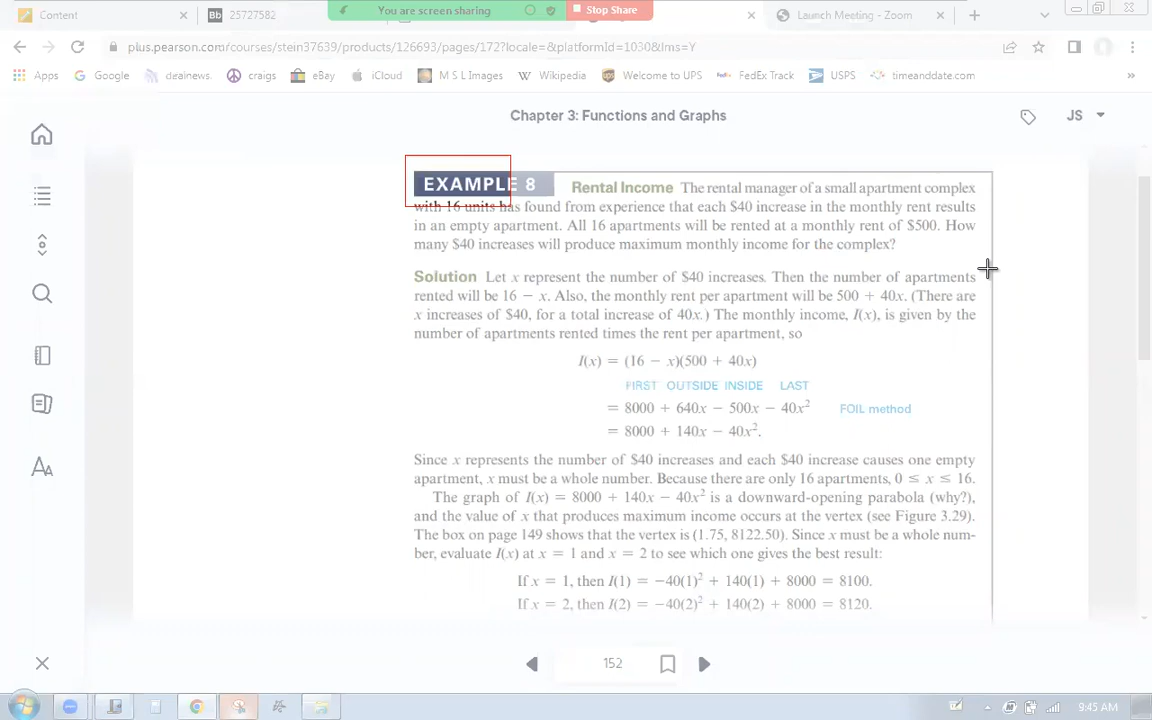 Content
25727582
You are screen sharing
Stop Share
Launch Meeting - Zoom
plus.pearson.com/courses/stein37639/products/126693/pages/172?locale=&platformId=1030&lms=Y
Apps
Google
deainews.
craigs
eBay
iCloud
M S L Images
Wikipedia
Welcome to UPS
FedEx Track
USPS
timeanddate.com
Chapter 3: Functions and Graphs
JS
EXAMPLE 8 Rental Income The rental manager of a small apartment complex
with 16 units has found from experience that each $40 increase in the monthly rent results
in an empty apartment. All 16 apartments will be rented at a monthly rent of $500. How
many $40 increases will produce maximum monthly income for the complex?
Solution Let x represent the number of $40 increases. Then the number of apartments
rented will be 16 − x. Also, the monthly rent per apartment will be 500 + 40x. (There are
x increases of $40, for a total increase of 40x.) The monthly income, I(x), is given by the
number of apartments rented times the rent per apartment, so
I(x) = (16 − x)(500 + 40x)
FIRST OUTSIDE INSIDE LAST
= 8000 + 640x − 500x − 40x² FOIL method
= 8000 + 140x − 40x².
Since x represents the number of $40 increases and each $40 increase causes one empty
apartment, x must be a whole number. Because there are only 16 apartments, 0 ≤ x ≤ 16.
The graph of I(x) = 8000 + 140x − 40x² is a downward-opening parabola (why?),
and the value of x that produces maximum income occurs at the vertex (see Figure 3.29).
The box on page 149 shows that the vertex is (1.75, 8122.50). Since x must be a whole num-
ber, evaluate I(x) at x = 1 and x = 2 to see which one gives the best result:
If x = 1, then I(1) = −40(1)² + 140(1) + 8000 = 8100.
If x = 2, then I(2) = −40(2)² + 140(2) + 8000 = 8120.
152
9:45 AM